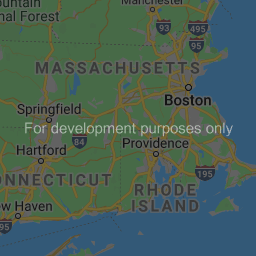 ountain
nal Forest
Manchester
93
495
95
MASSACHUSETTS
Boston
Springfield
For development purposes only
84
Hartford
Providence
ONNECTICUT
195
RHODE
ISLAND
w Haven
95